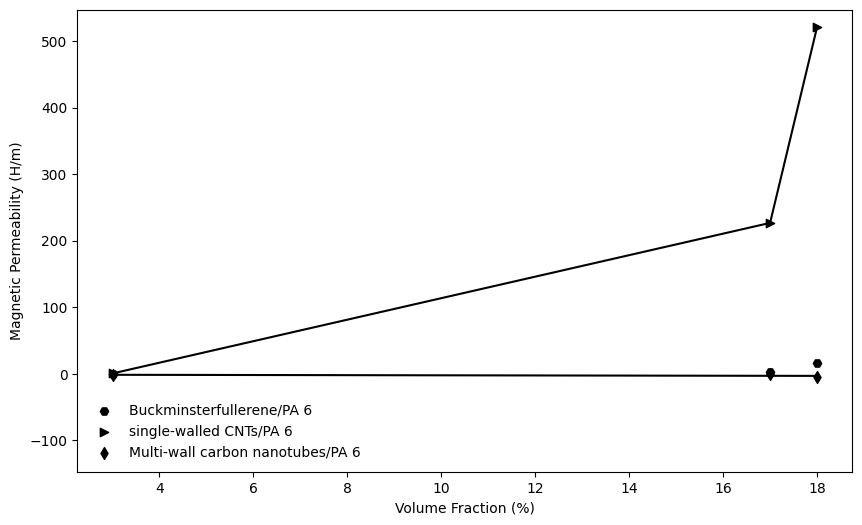 500
400
300
200
100
0
−100
Magnetic Permeability (H/m)
Buckminsterfullerene/PA 6
single-walled CNTs/PA 6
Multi-wall carbon nanotubes/PA 6
4 6 8 10 12 14 16 18
Volume Fraction (%)